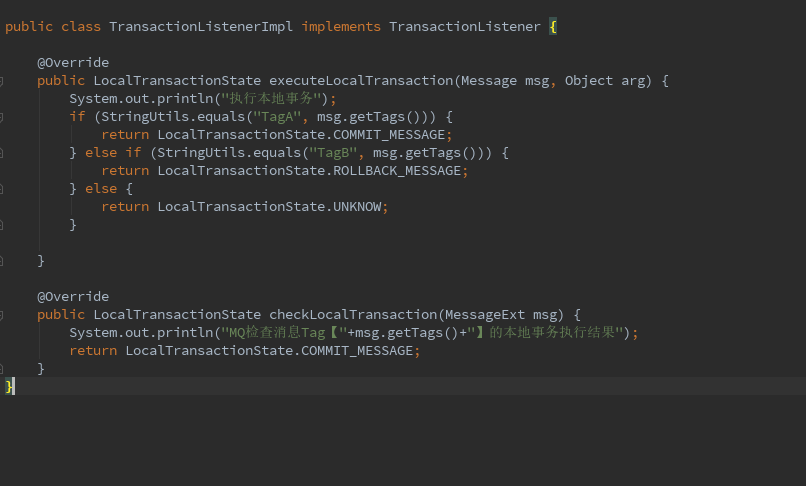 public class TransactionListenerImpl implements TransactionListener {
@Override
public LocalTransactionState executeLocalTransaction(Message msg, Object arg) {
System.out.println("执行本地事务");
if (StringUtils.equals("TagA", msg.getTags())) {
return LocalTransactionState.COMMIT_MESSAGE;
} else if (StringUtils.equals("TagB", msg.getTags())) {
return LocalTransactionState.ROLLBACK_MESSAGE;
} else {
return LocalTransactionState.UNKNOW;
}
}
@Override
public LocalTransactionState checkLocalTransaction(MessageExt msg) {
System.out.println("MQ检查消息Tag【"+msg.getTags()+"】的本地事务执行结果");
return LocalTransactionState.COMMIT_MESSAGE;
}
}